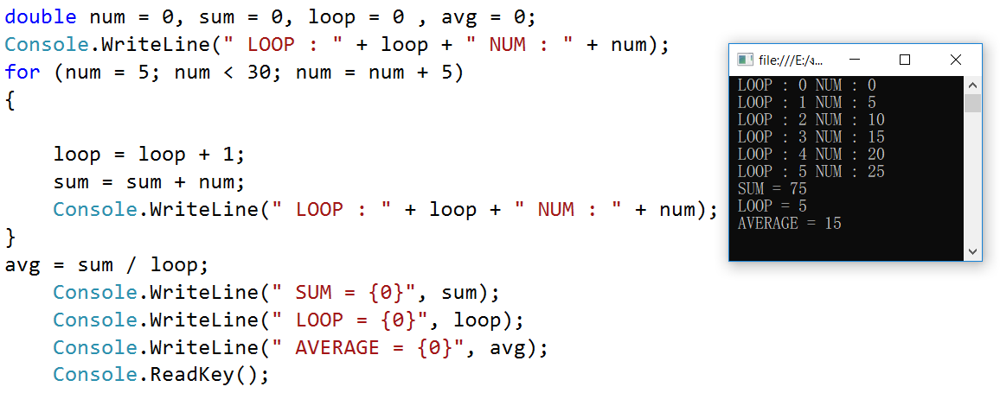 double num = 0, sum = 0, loop = 0 , avg = 0;
Console.WriteLine(" LOOP : " + loop + " NUM : " + num);
for (num = 5; num < 30; num = num + 5)
{
loop = loop + 1;
sum = sum + num;
Console.WriteLine(" LOOP : " + loop + " NUM : " + num);
}
avg = sum / loop;
Console.WriteLine(" SUM = {0}", sum);
Console.WriteLine(" LOOP = {0}", loop);
Console.WriteLine(" AVERAGE = {0}", avg);
Console.ReadKey();
file:///E:/ง...
LOOP : 0 NUM : 0
LOOP : 1 NUM : 5
LOOP : 2 NUM : 10
LOOP : 3 NUM : 15
LOOP : 4 NUM : 20
LOOP : 5 NUM : 25
SUM = 75
LOOP = 5
AVERAGE = 15